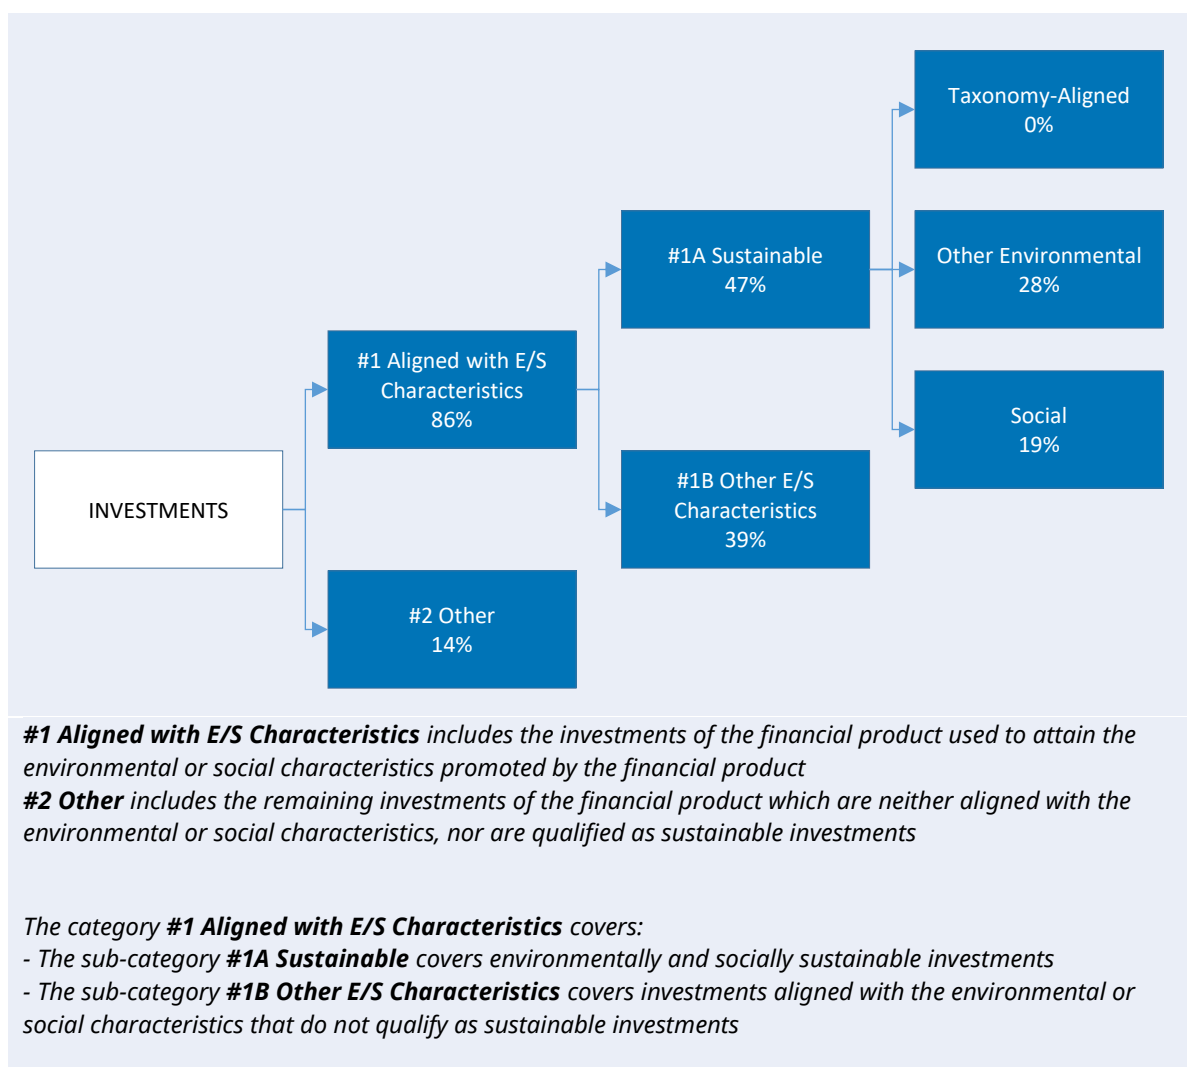 Taxonomy-Aligned
0%
#1A Sustainable
47%
Other Environmental
28%
#1 Aligned with E/S
Characteristics
86%
Social
19%
INVESTMENTS
#1B Other E/S
Characteristics
39%
#2 Other
14%
#1 Aligned with E/S Characteristics includes the investments of the financial product used to attain the
environmental or social characteristics promoted by the financial product
#2 Other includes the remaining investments of the financial product which are neither aligned with the
environmental or social characteristics, nor are qualified as sustainable investments
The category #1 Aligned with E/S Characteristics covers:
- The sub-category #1A Sustainable covers environmentally and socially sustainable investments
- The sub-category #1B Other E/S Characteristics covers investments aligned with the environmental or
social characteristics that do not qualify as sustainable investments